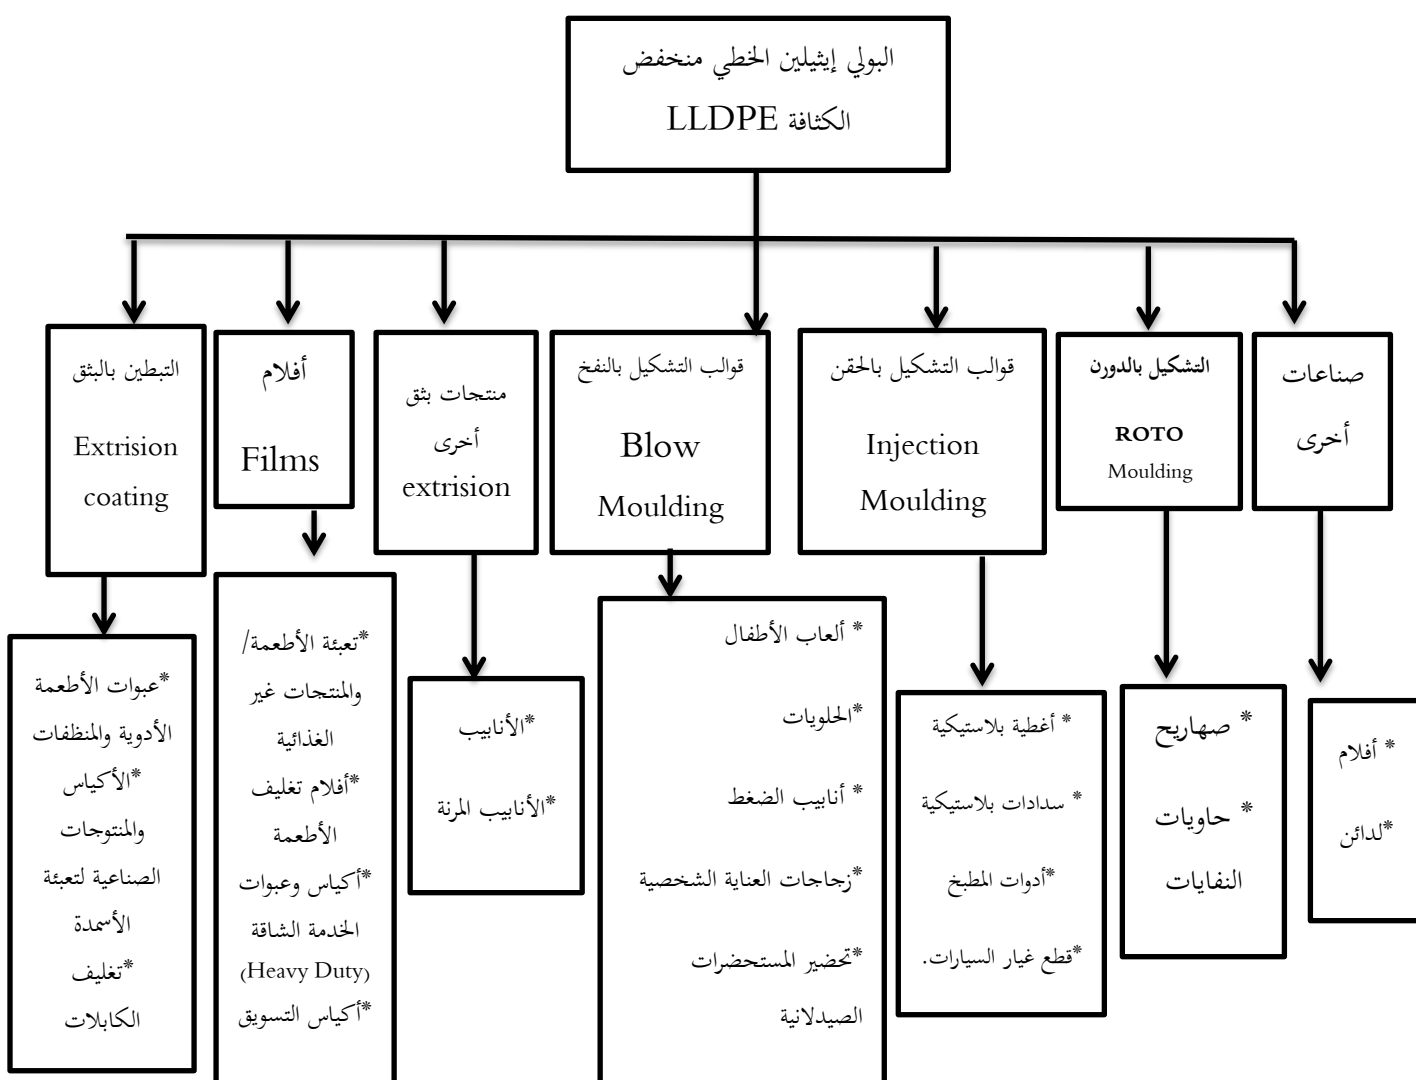 البولي إيثيلين الخطي منخفض
الكثافة LLDPE
صناعات
أخرى
التشكيل بالدورن
ROTO
Moulding
قوالب التشكيل بالحقن
Injection
Moulding
قوالب التشكيل بالنفخ
Blow
Moulding
منتجات بثق
أخرى
extrision
أفلام
Films
التبطين بالبثق
Extrision
coating
* أفلام
*لدائن
* صهاريح
* حاويات
النفايات
* أغطية بلاستيكية
* سدادات بلاستيكية
*أدوات المطبخ
*قطع غيار السيارات.
* ألعاب الأطفال
*الحلويات
* أنابيب الضغط
*زجاجات العناية الشخصية
*تحضير المستحضرات
الصيدلانية
*الأنابيب
*الأنابيب المرنة
*تعبئة الأطعمة/
والمنتجات غير
الغذائية
*أفلام تغليف
الأطعمة
*أكياس وعبوات
الخدمة الشاقة
(Heavy Duty)
*أكياس التسويق
*عبوات الأطعمة
الأدوية والمنظفات
*الأكياس
والمنتوجات
الصناعية لتعبئة
الأسمدة
*تغليف
الكابلات